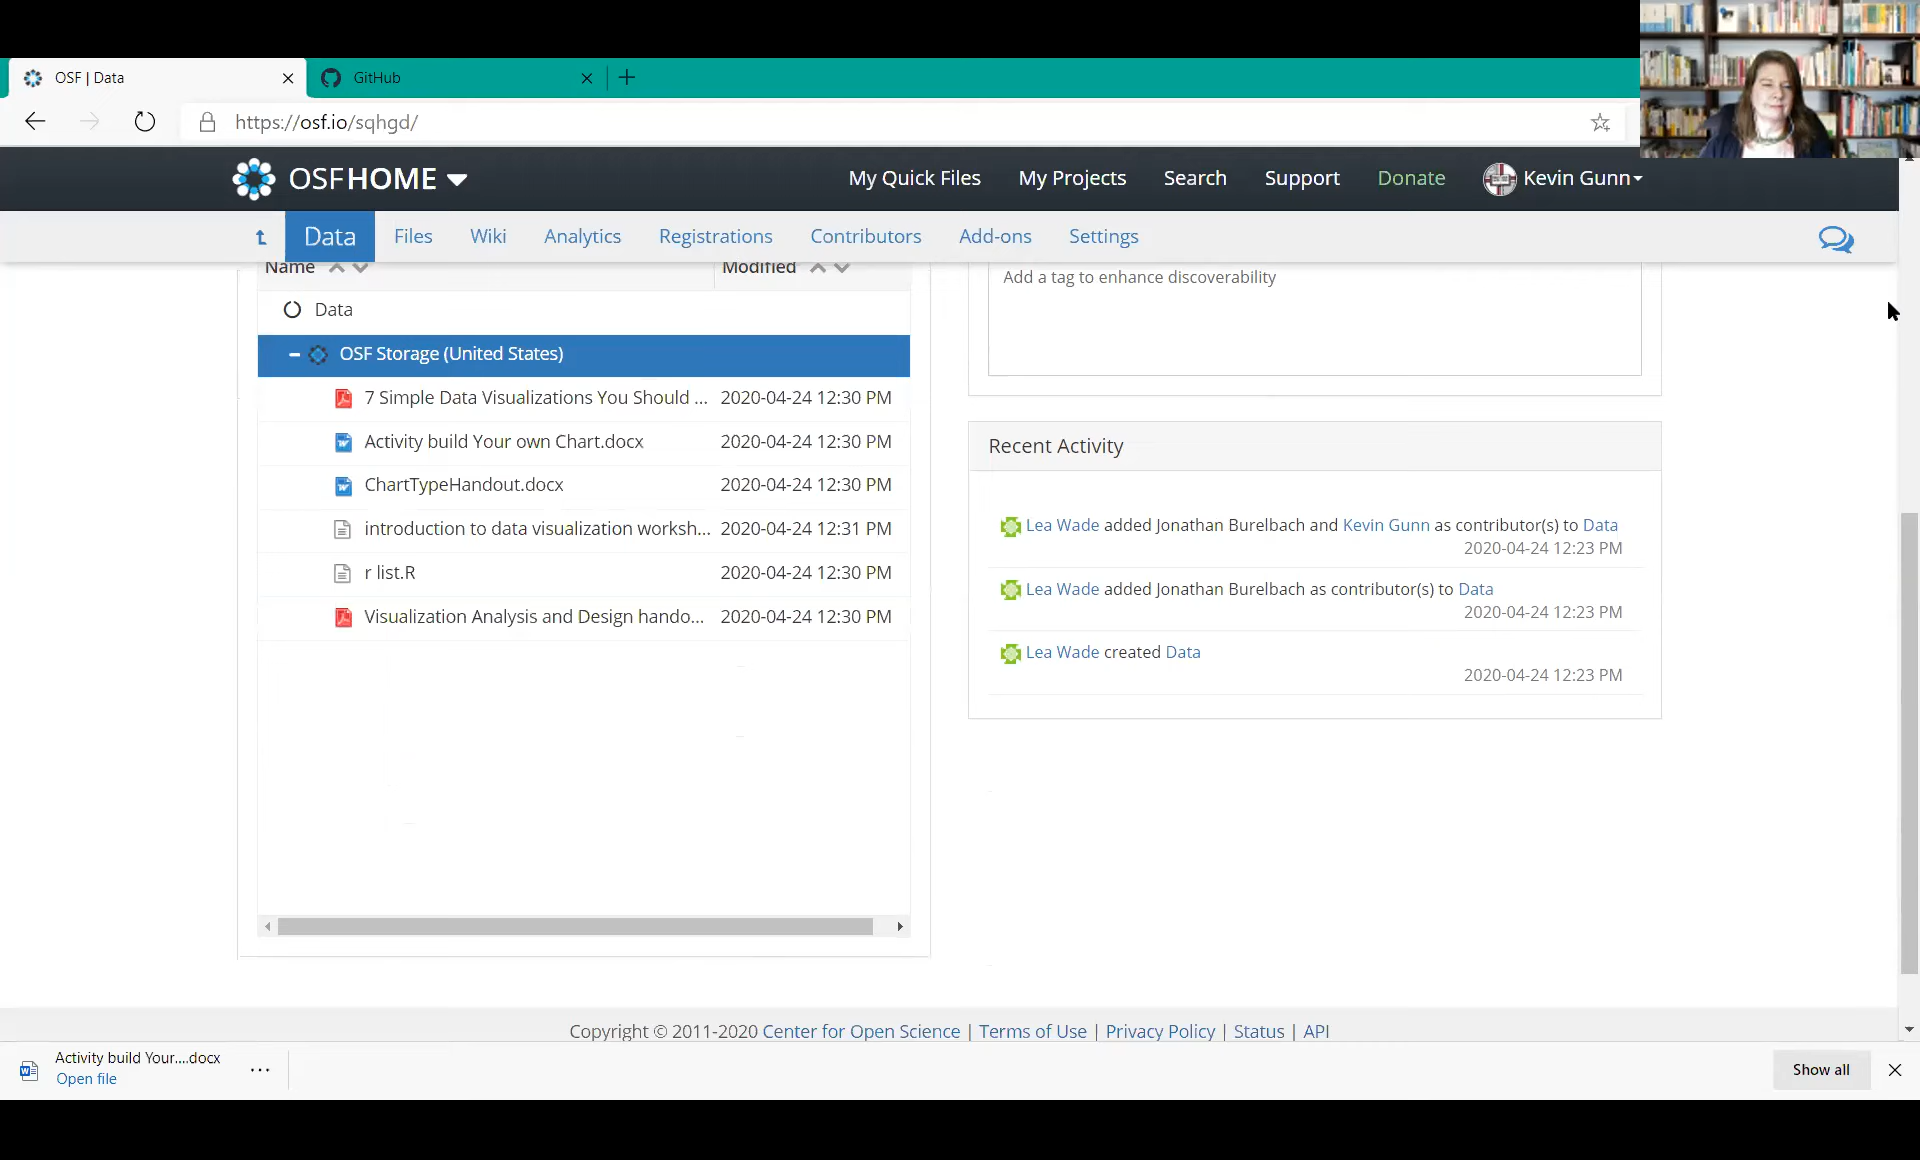 OSF | Data
GitHub
https://osf.io/sqhgd/
OSFHOME
My Quick Files
My Projects
Search
Support
Donate
Kevin Gunn
Data
Files
Wiki
Analytics
Registrations
Contributors
Add-ons
Settings
Name
Modified
Data
OSF Storage (United States)
7 Simple Data Visualizations You Should ... 2020-04-24 12:30 PM
Activity build Your own Chart.docx 2020-04-24 12:30 PM
ChartTypeHandout.docx 2020-04-24 12:30 PM
introduction to data visualization worksh... 2020-04-24 12:31 PM
r list.R 2020-04-24 12:30 PM
Visualization Analysis and Design hando... 2020-04-24 12:30 PM
Add a tag to enhance discoverability
Recent Activity
Lea Wade added Jonathan Burelbach and Kevin Gunn as contributor(s) to Data
2020-04-24 12:23 PM
Lea Wade added Jonathan Burelbach as contributor(s) to Data
2020-04-24 12:23 PM
Lea Wade created Data
2020-04-24 12:23 PM
Copyright © 2011-2020 Center for Open Science | Terms of Use | Privacy Policy | Status | API
Activity build Your....docx
Open file
Show all